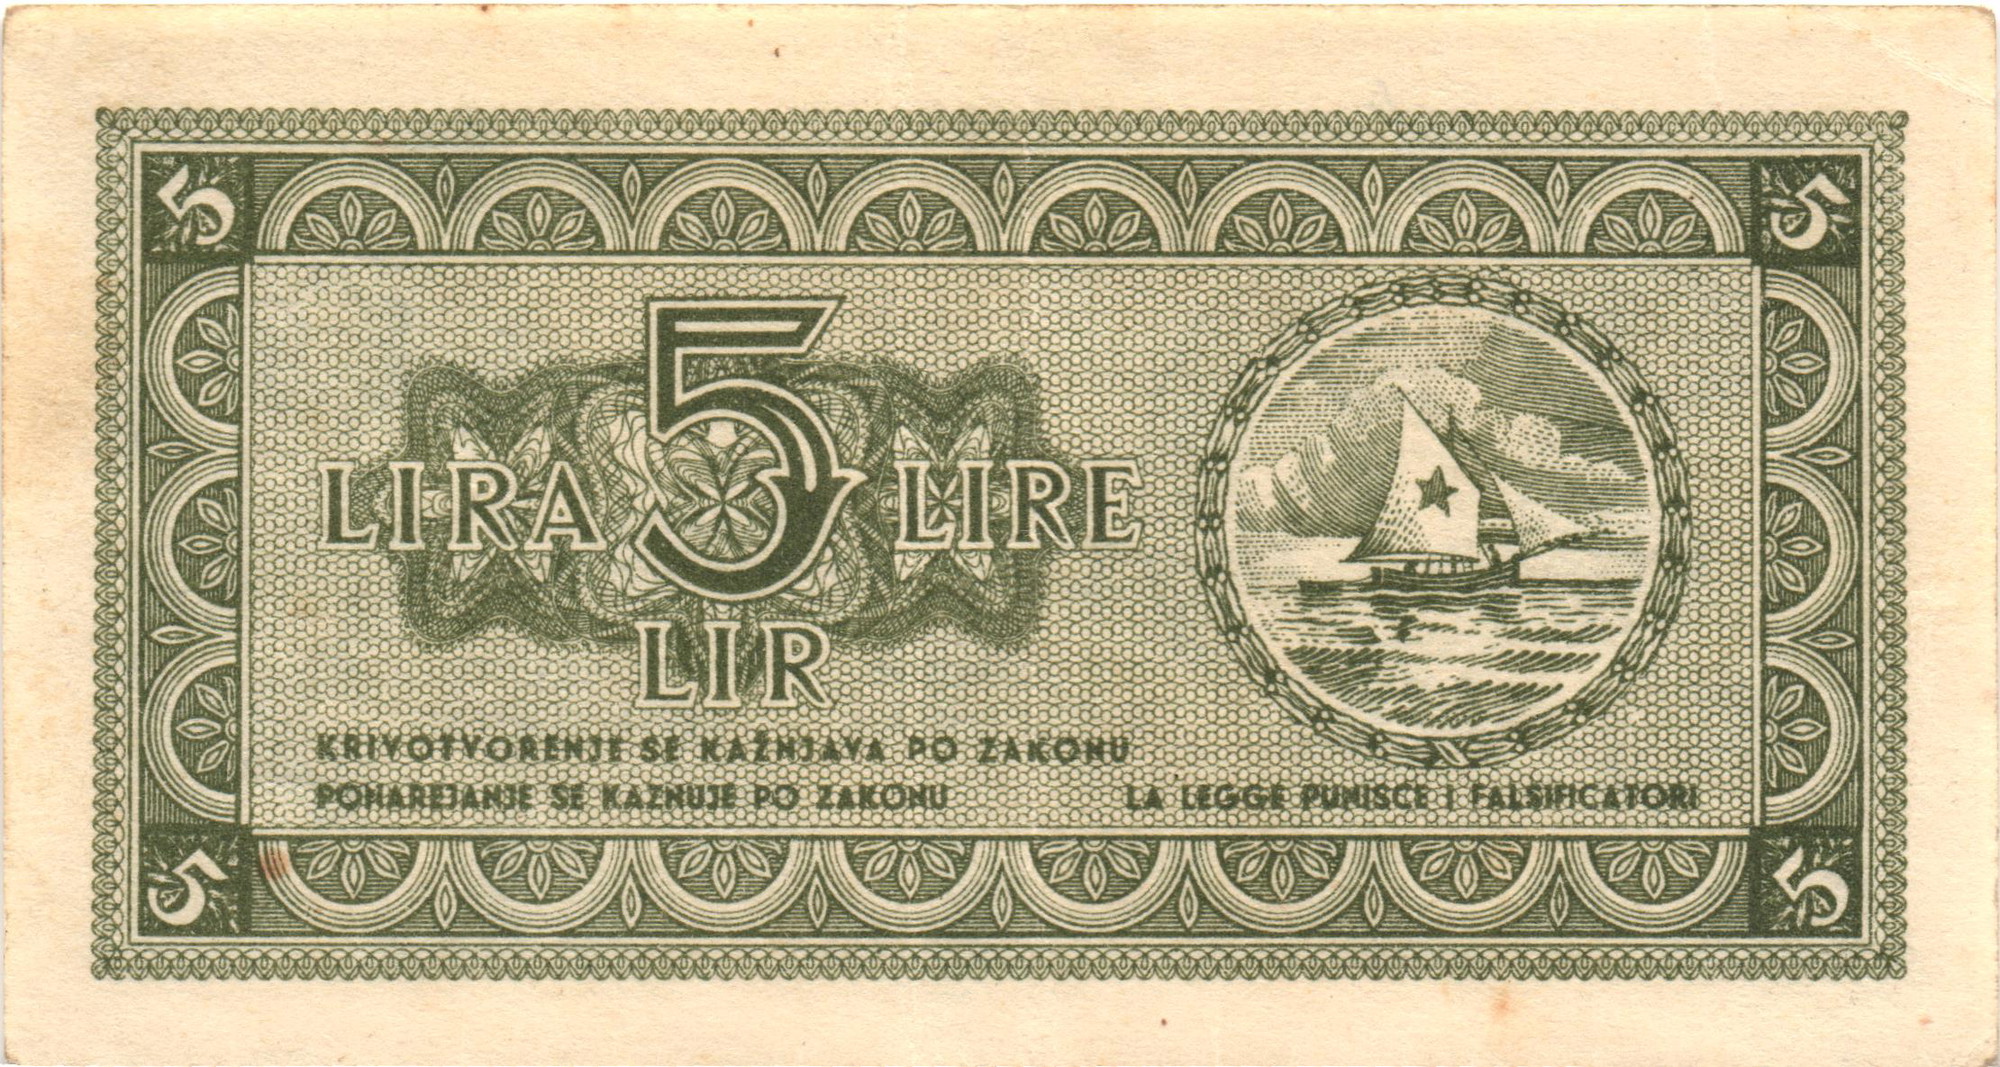 5 5
LIRA 5 LIRE
LIR
KRIVOTVORENJE SE KAŽNJAVA PO ZAKONU
PONAREJANJE SE KAZNUJE PO ZAKONU LA LEGGE PUNISCE I FALSIFICATORI
5 5